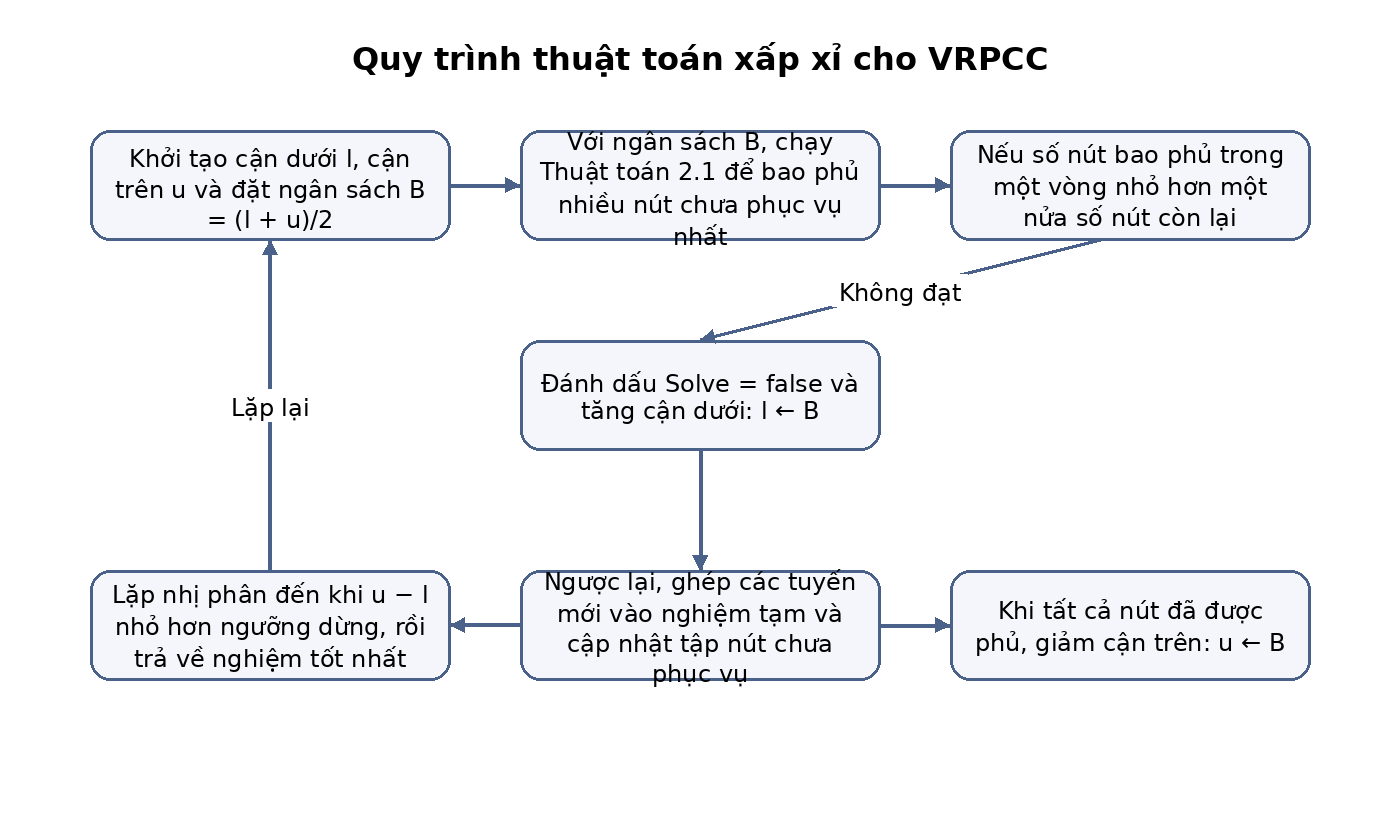 Quy trình thuật toán xấp xỉ cho VRPCC
Khởi tạo cận dưới l, cận
trên u và đặt ngân sách B
= (l + u)/2
Với ngân sách B, chạy
Thuật toán 2.1 để bao phủ
nhiều nút chưa phục vụ
nhất
Nếu số nút bao phủ trong
một vòng nhỏ hơn một
nửa số nút còn lại
Không đạt
Đánh dấu Solve = false và
tăng cận dưới: l ← B
Lặp lại
Lặp nhị phân đến khi u − l
nhỏ hơn ngưỡng dừng, rồi
trả về nghiệm tốt nhất
Ngược lại, ghép các tuyến
mới vào nghiệm tạm và
cập nhật tập nút chưa
phục vụ
Khi tất cả nút đã được
phủ, giảm cận trên: u ← B